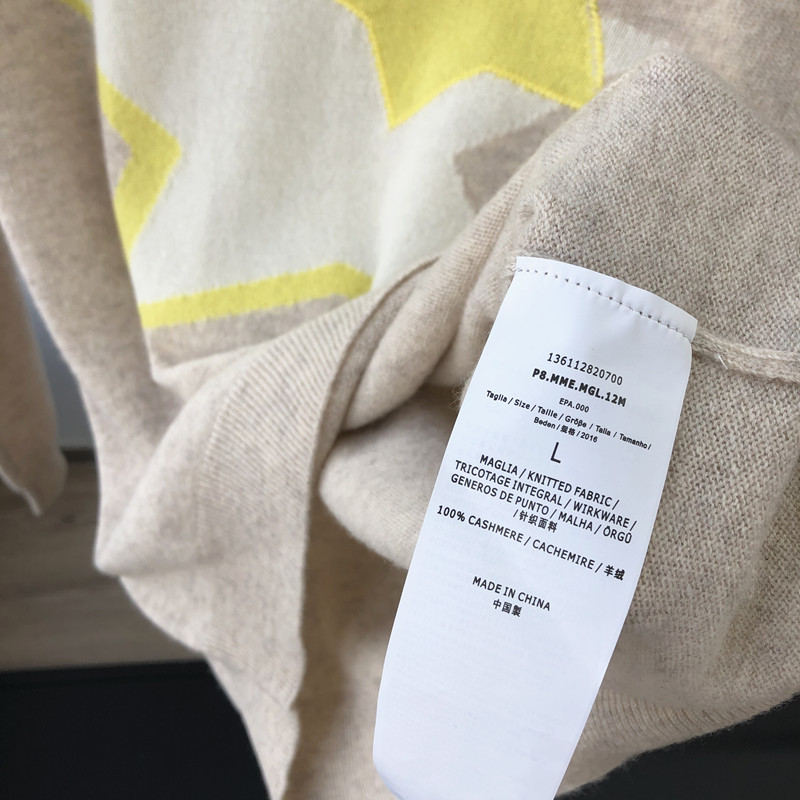 136112820700
P8.MME.MGL.12M
EPA.000
Taglia / Size / Taille / Größe / Talla / Tamanho /
Beden / 规格 / 2016
L
MAGLIA / KNITTED FABRIC /
TRICOTAGE INTEGRAL / WIRKWARE /
GENEROS DE PUNTO / MALHA / ÖRGÜ
/ 针织面料
100% CASHMERE / CACHEMIRE / 羊绒
MADE IN CHINA
中国製